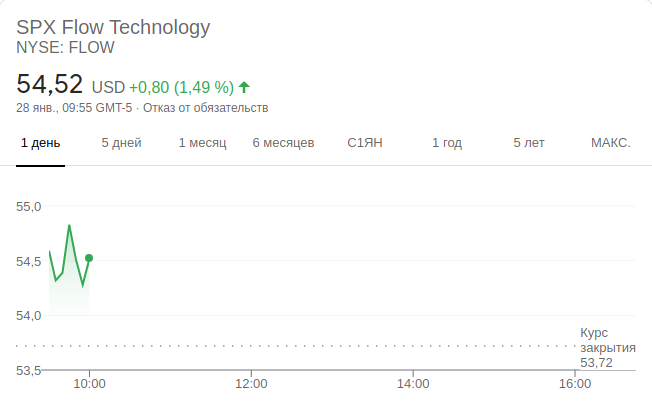 SPX Flow Technology
NYSE: FLOW
54,52 USD +0,80 (1,49 %)
28 янв., 09:55 GMT-5 · Отказ от обязательств
1 день 5 дней 1 месяц 6 месяцев С1ЯН 1 год 5 лет МАКС.
55,0
54,5
54,0
Курс
закрытия
53,72
53,5
10:00 12:00 14:00 16:00